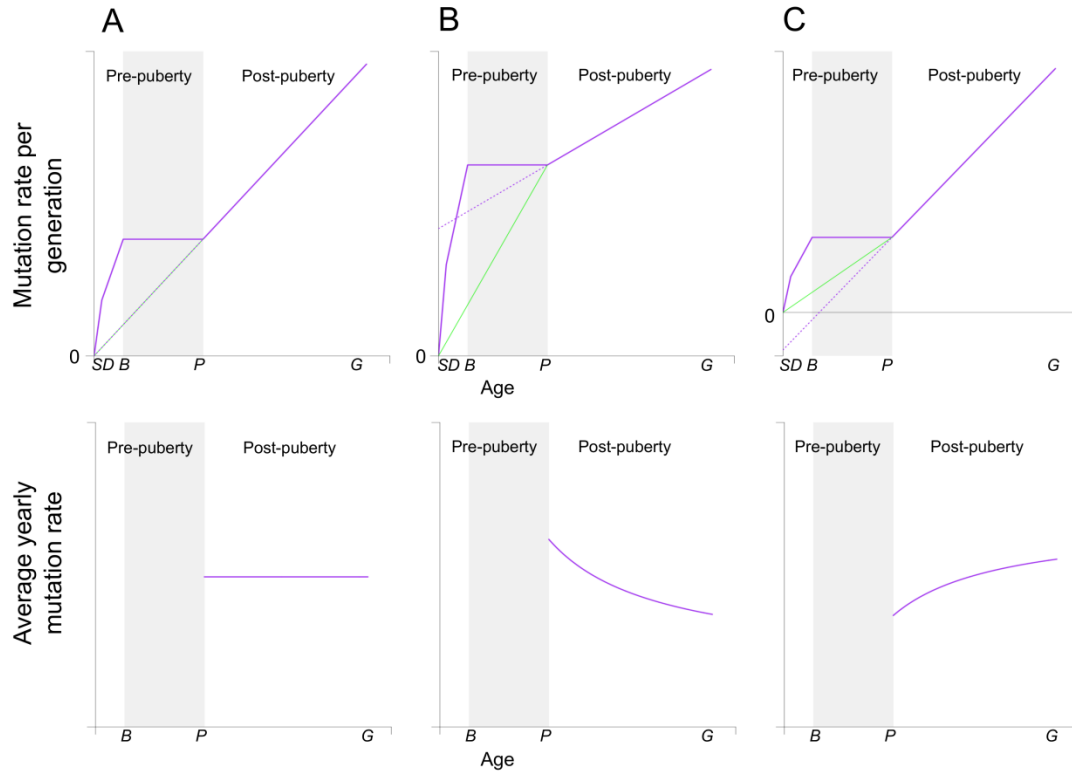 A
B
C
Mutation rate per
generation
Pre-puberty
Post-puberty
Pre-puberty
Post-puberty
Pre-puberty
Post-puberty
0
0
0
SD B P G
SD B P G
SD B P G
Age
Average yearly
mutation rate
Pre-puberty
Post-puberty
Pre-puberty
Post-puberty
Pre-puberty
Post-puberty
B P G
B P G
B P G
Age